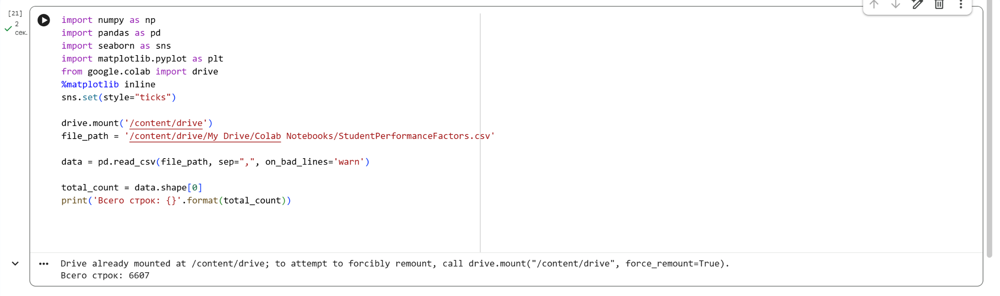 [21]
2
сек.
import numpy as np
import pandas as pd
import seaborn as sns
import matplotlib.pyplot as plt
from google.colab import drive
%matplotlib inline
sns.set(style="ticks")
drive.mount('/content/drive')
file_path = '/content/drive/My Drive/Colab Notebooks/StudentPerformanceFactors.csv'
data = pd.read_csv(file_path, sep=",", on_bad_lines='warn')
total_count = data.shape[0]
print('Всего строк: {}'.format(total_count))
Drive already mounted at /content/drive; to attempt to forcibly remount, call drive.mount("/content/drive", force_remount=True).
Всего строк: 6607